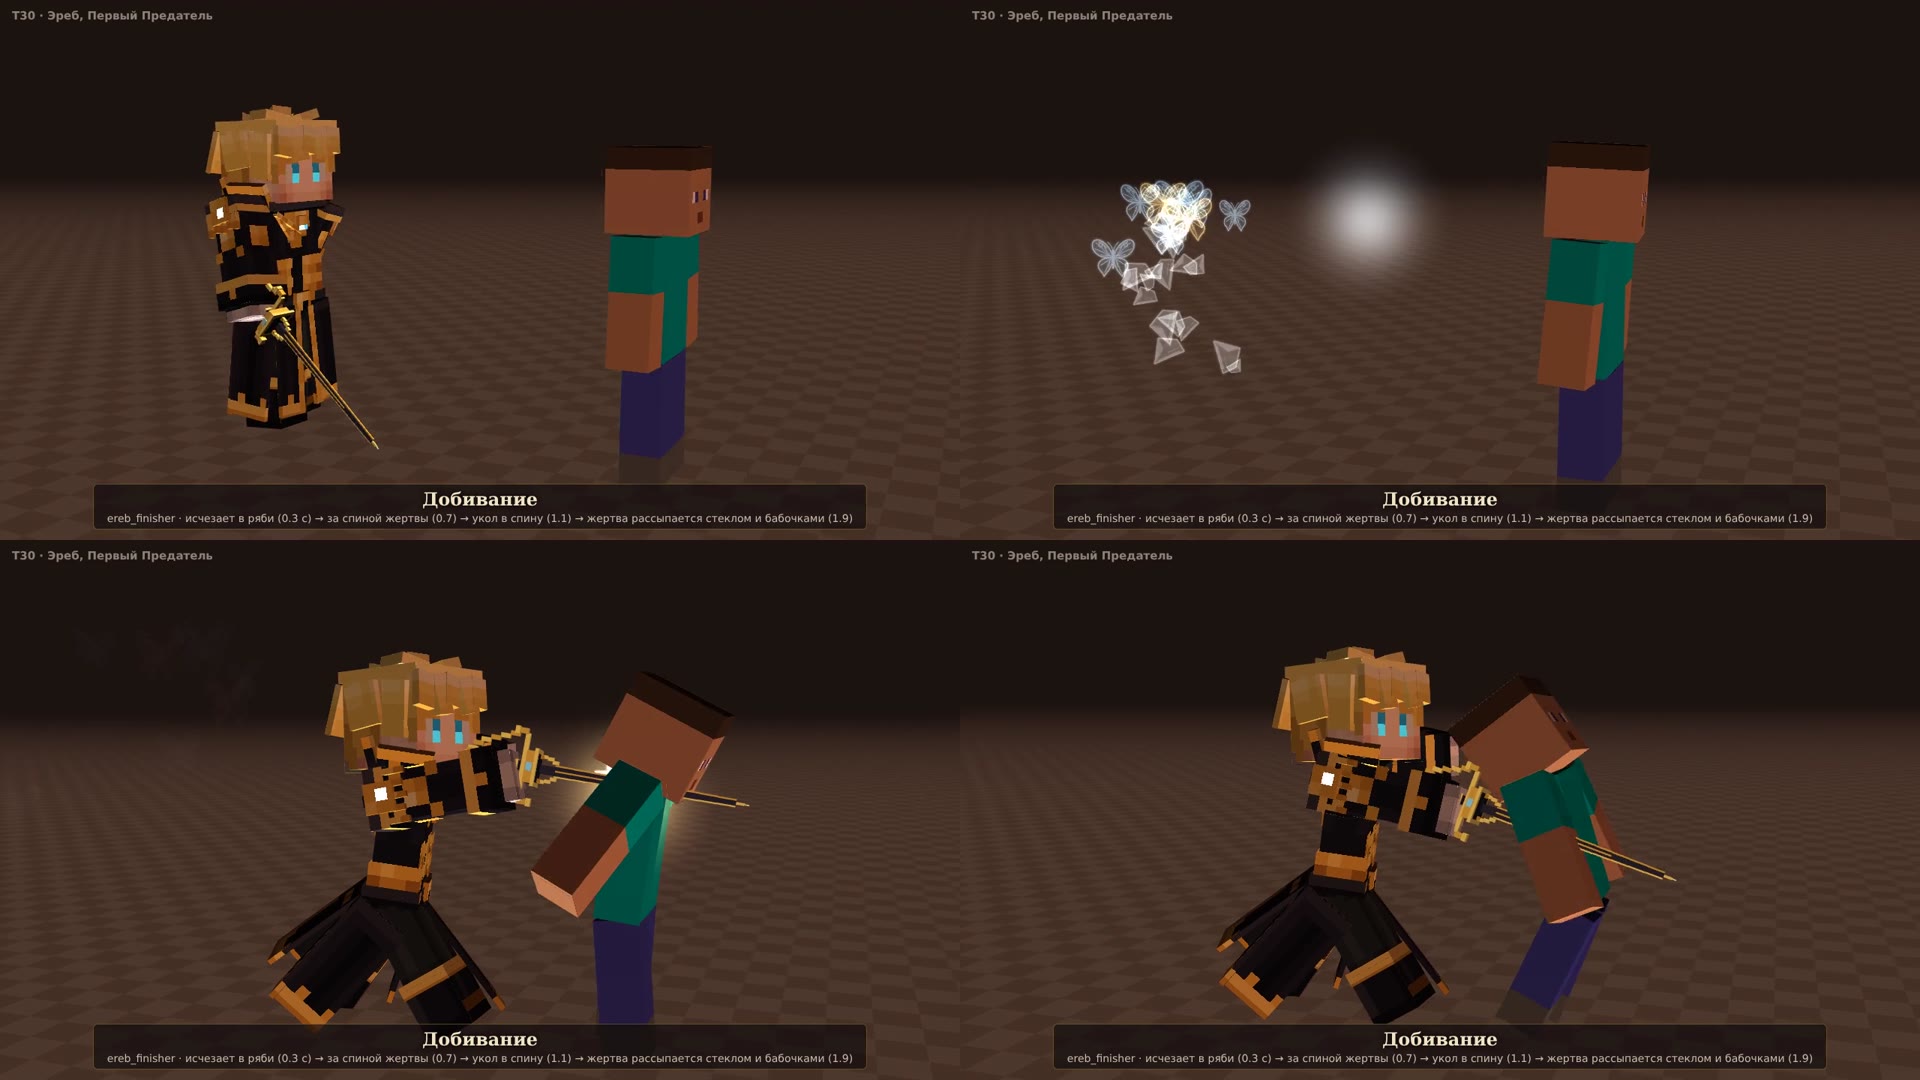 T30 · Эреб, Первый Предатель
Добивание
ereb_finisher · исчезает в ряби (0.3 с) → за спиной жертвы (0.7) → укол в спину (1.1) → жертва рассыпается стеклом и бабочками (1.9)
T30 · Эреб, Первый Предатель
Добивание
ereb_finisher · исчезает в ряби (0.3 с) → за спиной жертвы (0.7) → укол в спину (1.1) → жертва рассыпается стеклом и бабочками (1.9)
T30 · Эреб, Первый Предатель
Добивание
ereb_finisher · исчезает в ряби (0.3 с) → за спиной жертвы (0.7) → укол в спину (1.1) → жертва рассыпается стеклом и бабочками (1.9)
T30 · Эреб, Первый Предатель
Добивание
ereb_finisher · исчезает в ряби (0.3 с) → за спиной жертвы (0.7) → укол в спину (1.1) → жертва рассыпается стеклом и бабочками (1.9)